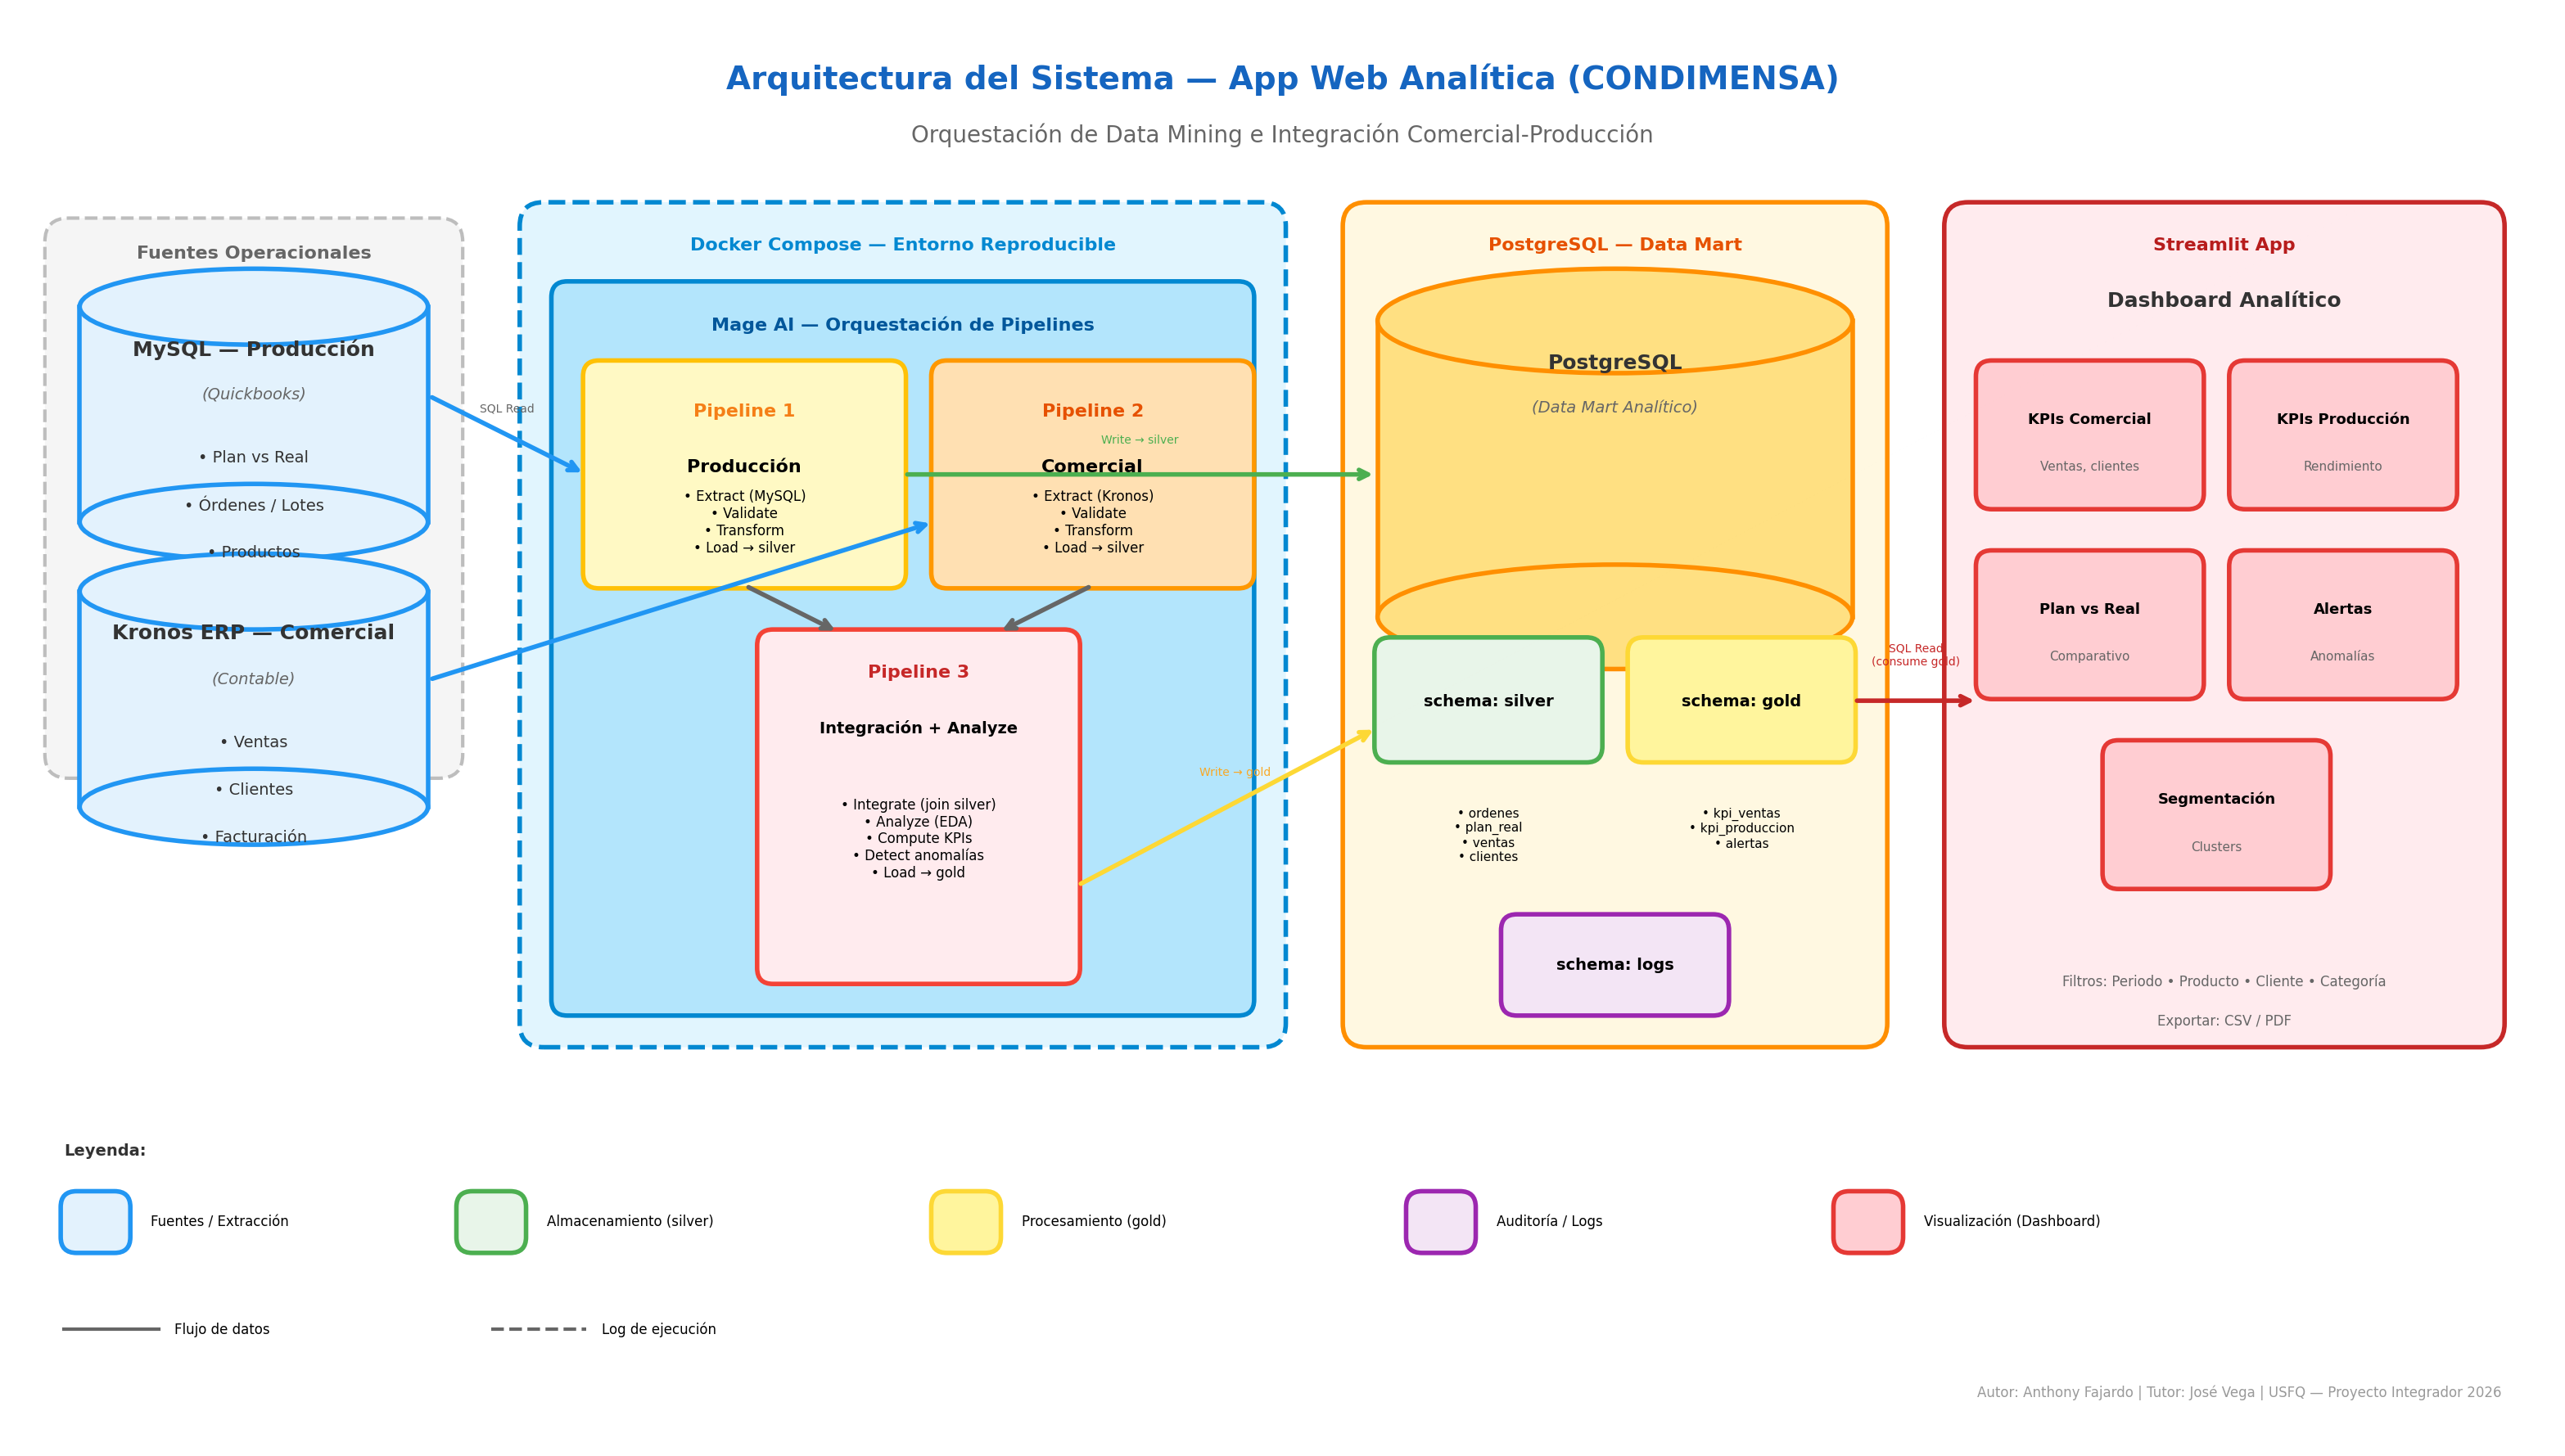 Arquitectura del Sistema — App Web Analítica (CONDIMENSA)
Orquestación de Data Mining e Integración Comercial-Producción
Fuentes Operacionales
MySQL — Producción
(Quickbooks)
• Plan vs Real
• Órdenes / Lotes
• Productos
Kronos ERP — Comercial
(Contable)
• Ventas
• Clientes
• Facturación
SQL Read
Docker Compose — Entorno Reproducible
Mage AI — Orquestación de Pipelines
Pipeline 1
Producción
• Extract (MySQL)
• Validate
• Transform
• Load → silver
Pipeline 2
Write → silver
Comercial
• Extract (Kronos)
• Validate
• Transform
• Load → silver
Pipeline 3
Integración + Analyze
• Integrate (join silver)
• Analyze (EDA)
• Compute KPIs
• Detect anomalías
• Load → gold
Write → gold
PostgreSQL — Data Mart
PostgreSQL
(Data Mart Analítico)
schema: silver
• ordenes
• plan_real
• ventas
• clientes
schema: gold
• kpi_ventas
• kpi_produccion
• alertas
schema: logs
SQL Read
(consume gold)
Streamlit App
Dashboard Analítico
KPIs Comercial
Ventas, clientes
KPIs Producción
Rendimiento
Plan vs Real
Comparativo
Alertas
Anomalías
Segmentación
Clusters
Filtros: Periodo • Producto • Cliente • Categoría
Exportar: CSV / PDF
Leyenda:
Fuentes / Extracción
Almacenamiento (silver)
Procesamiento (gold)
Auditoría / Logs
Visualización (Dashboard)
Flujo de datos
Log de ejecución
Autor: Anthony Fajardo | Tutor: José Vega | USFQ — Proyecto Integrador 2026